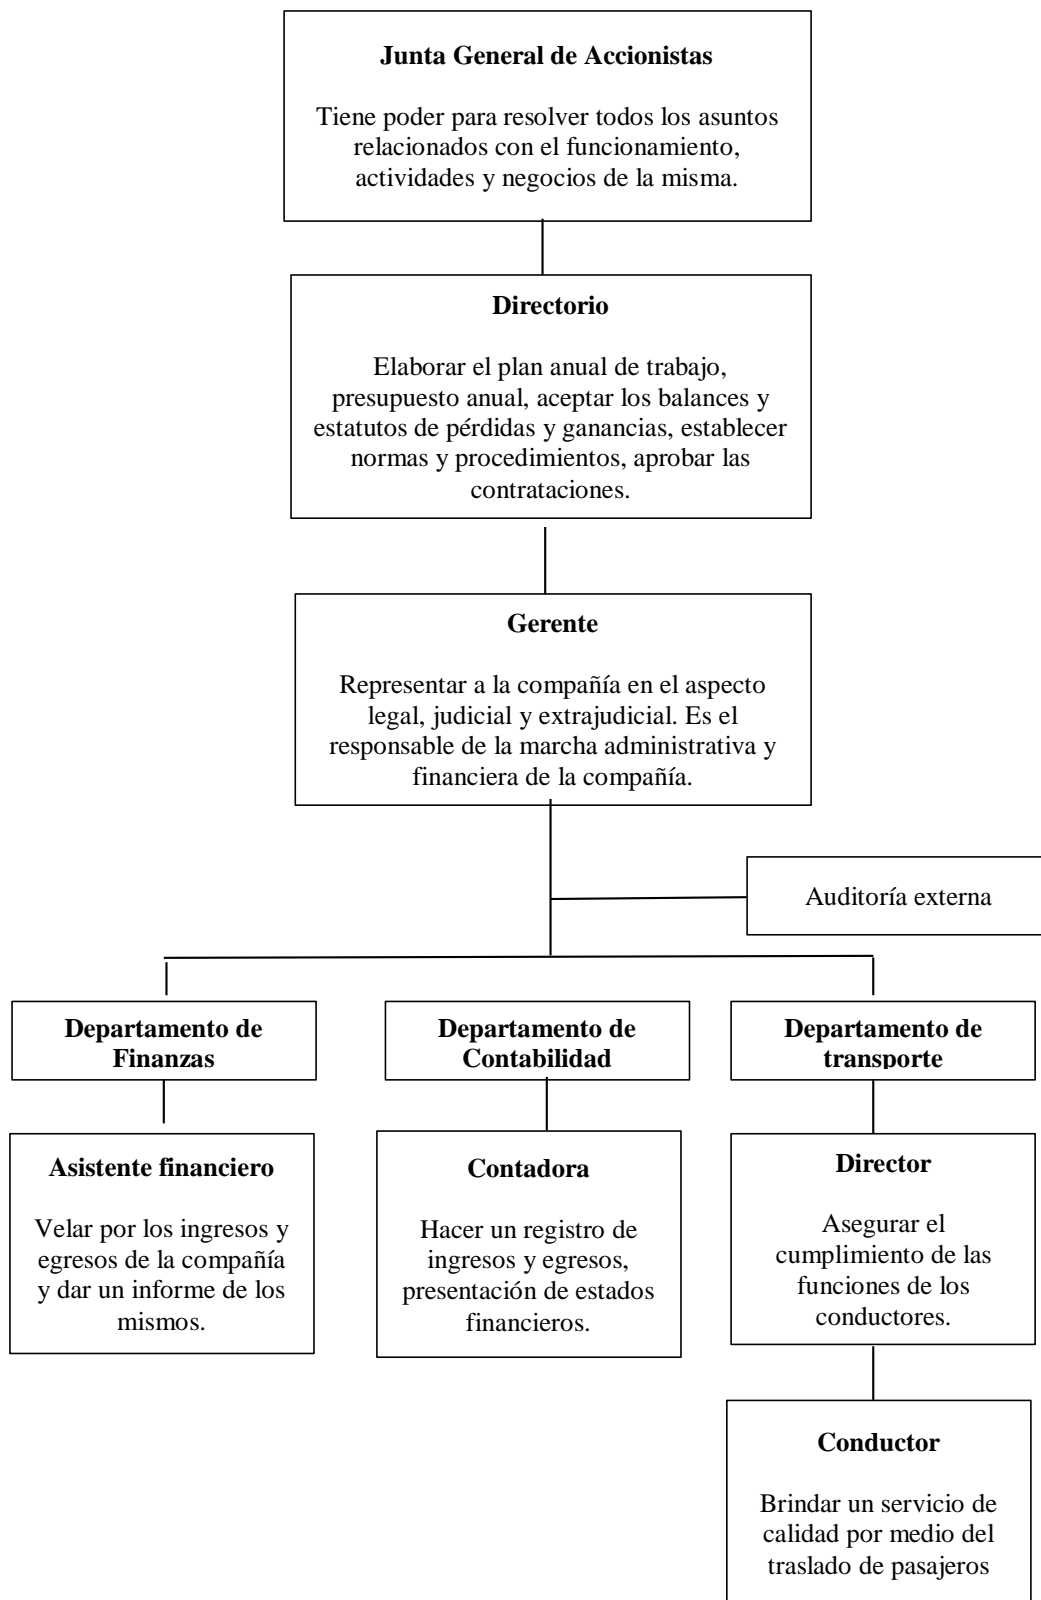 Junta General de Accionistas
Tiene poder para resolver todos los asuntos
relacionados con el funcionamiento,
actividades y negocios de la misma.
Directorio
Elaborar el plan anual de trabajo,
presupuesto anual, aceptar los balances y
estatutos de pérdidas y ganancias, establecer
normas y procedimientos, aprobar las
contrataciones.
Gerente
Representar a la compañía en el aspecto
legal, judicial y extrajudicial. Es el
responsable de la marcha administrativa y
financiera de la compañía.
Auditoría externa
Departamento de
Finanzas
Departamento de
Contabilidad
Departamento de
transporte
Asistente financiero
Velar por los ingresos y
egresos de la compañía
y dar un informe de los
mismos.
Contadora
Hacer un registro de
ingresos y egresos,
presentación de estados
financieros.
Director
Asegurar el
cumplimiento de las
funciones de los
conductores.
Conductor
Brindar un servicio de
calidad por medio del
traslado de pasajeros